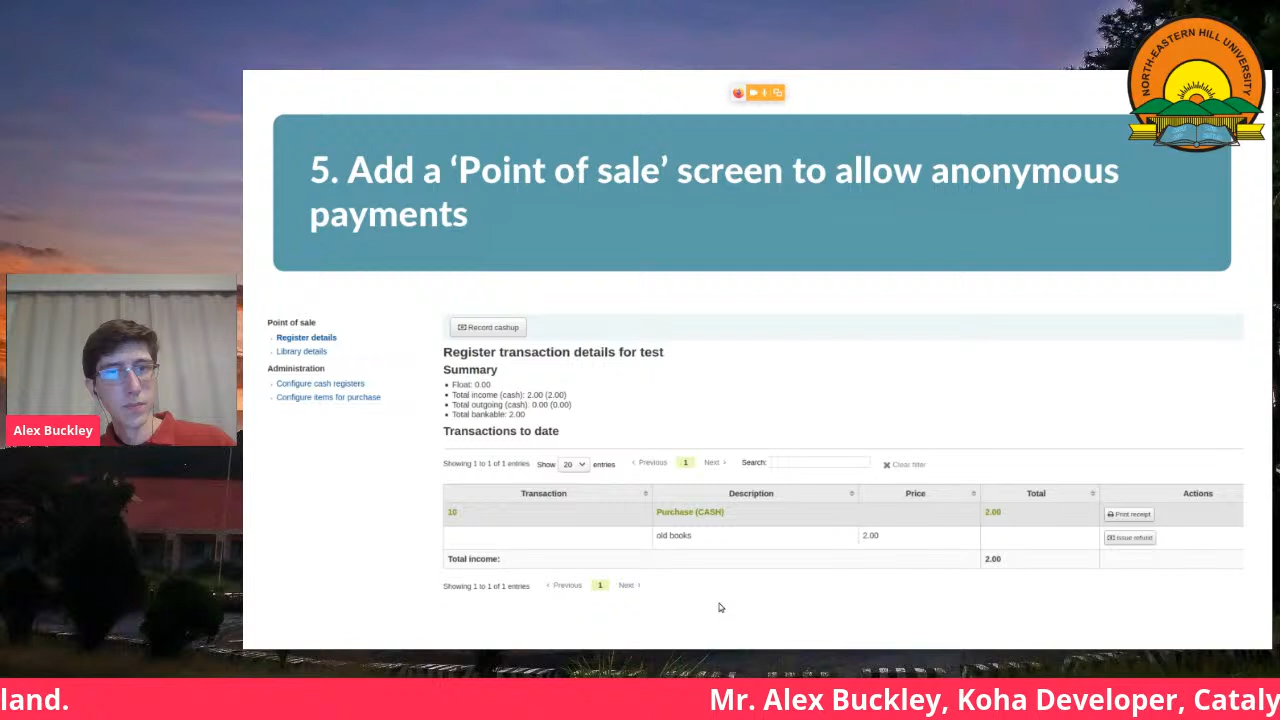 NORTH-EASTERN HILL UNIVERSITY
5. Add a ‘Point of sale’ screen to allow anonymous
payments
Point of sale
Register details
Library details
Administration
Configure cash registers
Configure items for purchase
Record cashup
Register transaction details for test
Summary
Float: 0.00
Total income (cash): 2.00 (2.00)
Total outgoing (cash): 0.00 (0.00)
Total bankable: 2.00
Transactions to date
Showing 1 to 1 of 1 entries Show 20 entries Previous 1 Next Search: Clear filter
Transaction Description Price Total Actions
10 Purchase (CASH) 2.00 Print receipt
old books 2.00 Issue refund
Total income: 2.00
Showing 1 to 1 of 1 entries Previous 1 Next
Alex Buckley
land. Mr. Alex Buckley, Koha Developer, Cataly